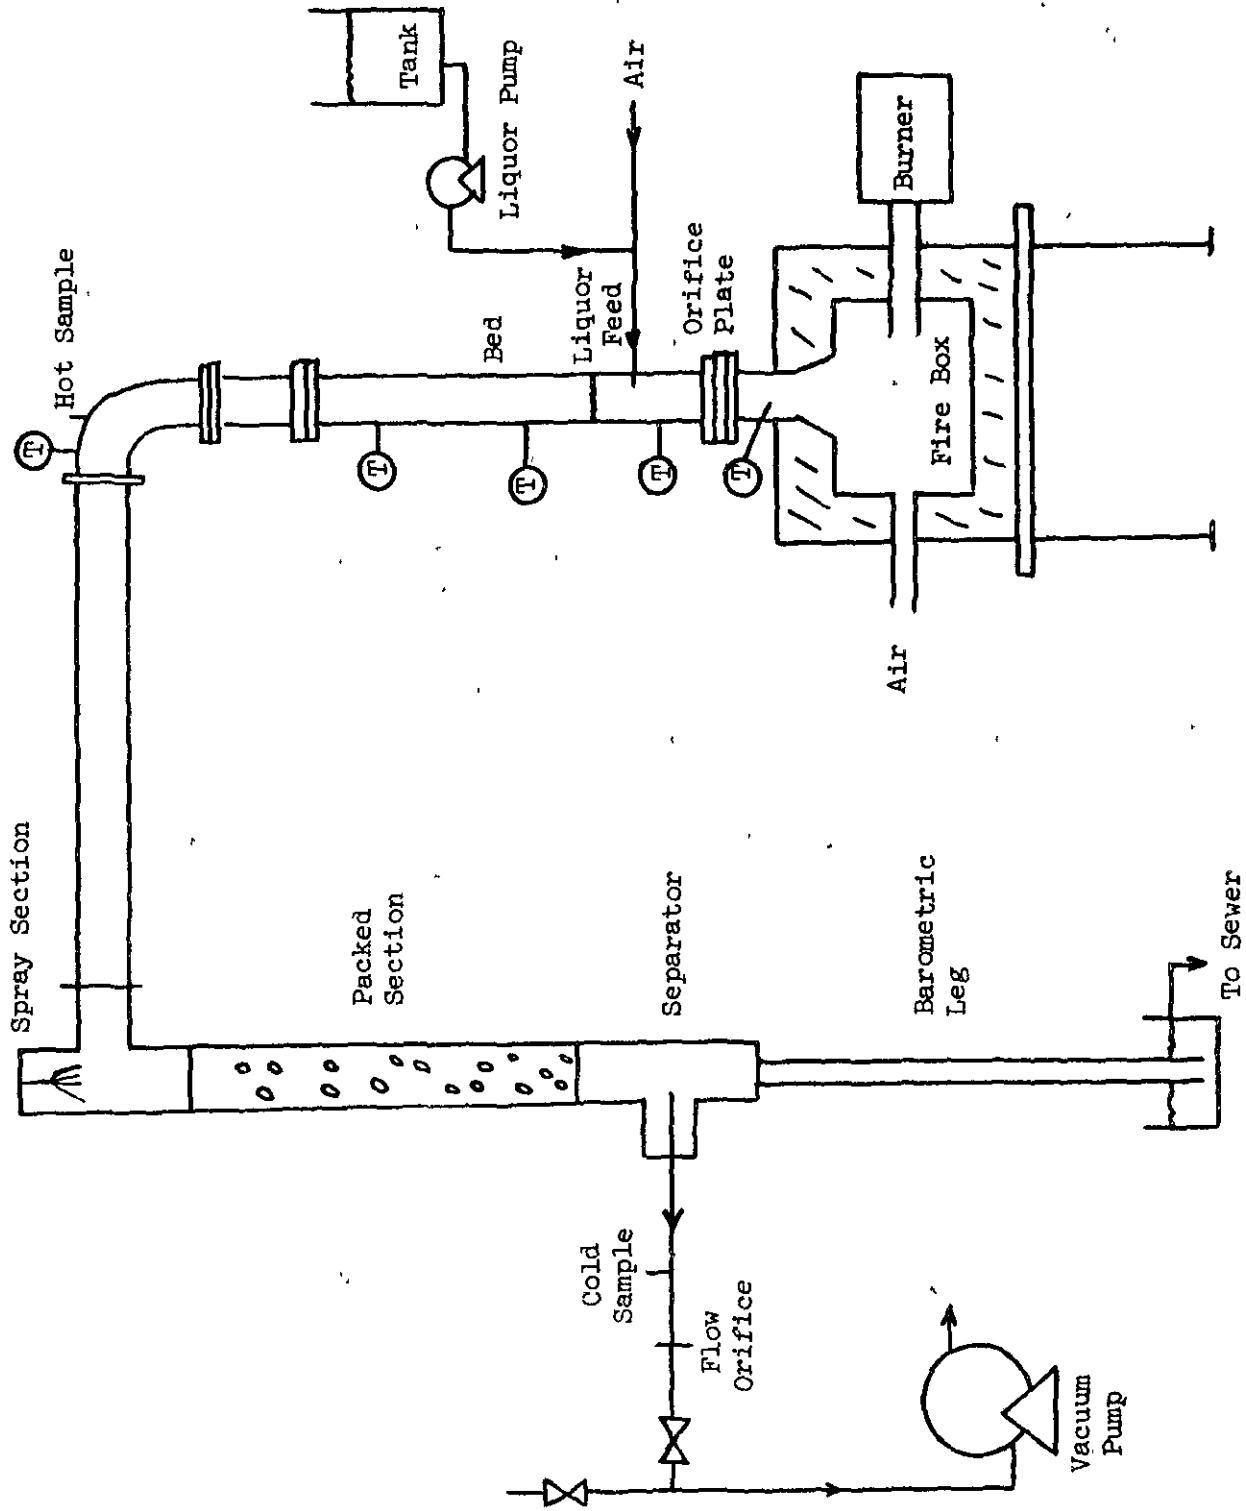 Spray Section
Packed
Section
Separator
Barometric
Leg
To Sewer
Cold
Sample
Flow
Orifice
Vacuum
Pump
T
Hot Sample
T
T
T
T
Bed
Liquor
Feed
Orifice
Plate
Tank
Liquor Pump
Air
Burner
Fire Box
Air